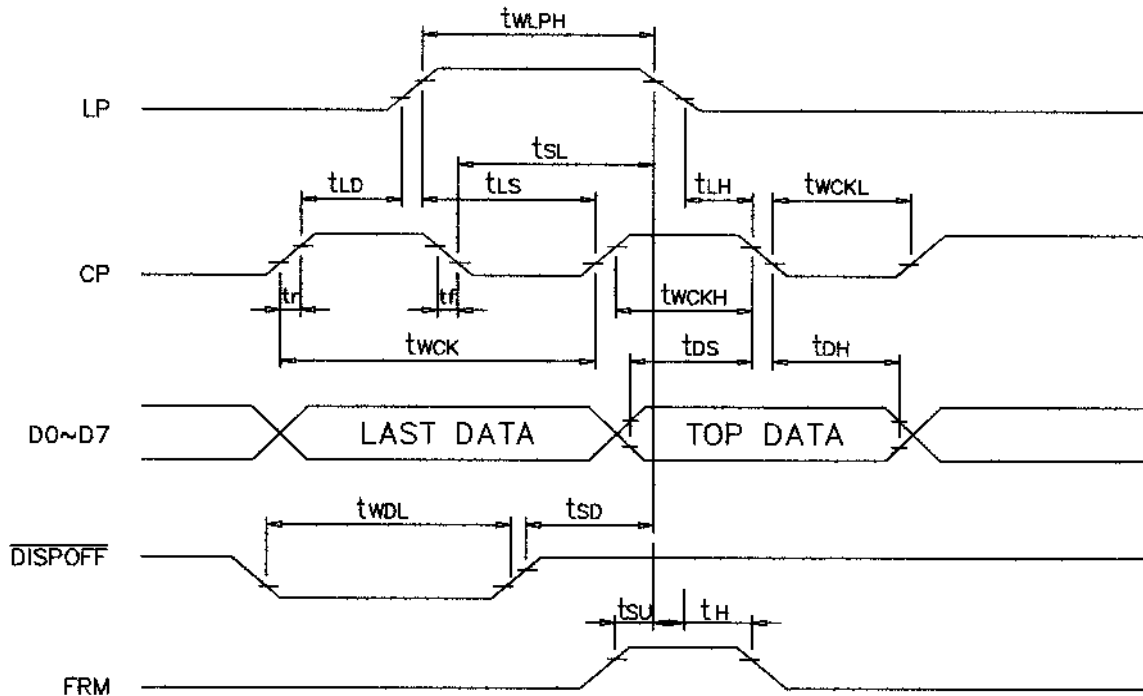 tWLPH
LP
tSL
tLD tLS tLH tWCKL
CP
tr tf tWCKH
tWCK tDS tDH
D0~D7 LAST DATA TOP DATA
tWDL tSD
DISPOFF
tSU tH
FRM